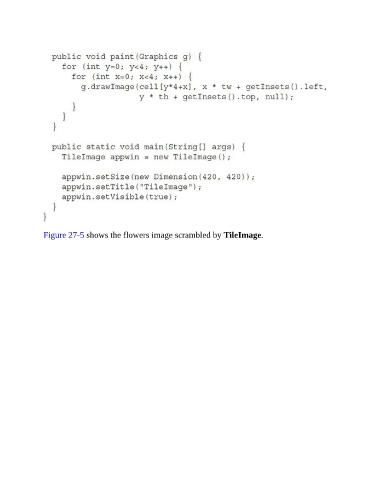 public void paint(Graphics g) {
for (int y=0; y<4; y++) {
for (int x=0; x<4; x++) {
g.drawImage(cell[y*4+x], x * tw + getInsets().left,
y * th + getInsets().top, null);
}
}
}
public static void main(String[] args) {
TileImage appwin = new TileImage();
appwin.setSize(new Dimension(420, 420));
appwin.setTitle("TileImage");
appwin.setVisible(true);
}
}
Figure 27-5 shows the flowers image scrambled by TileImage.